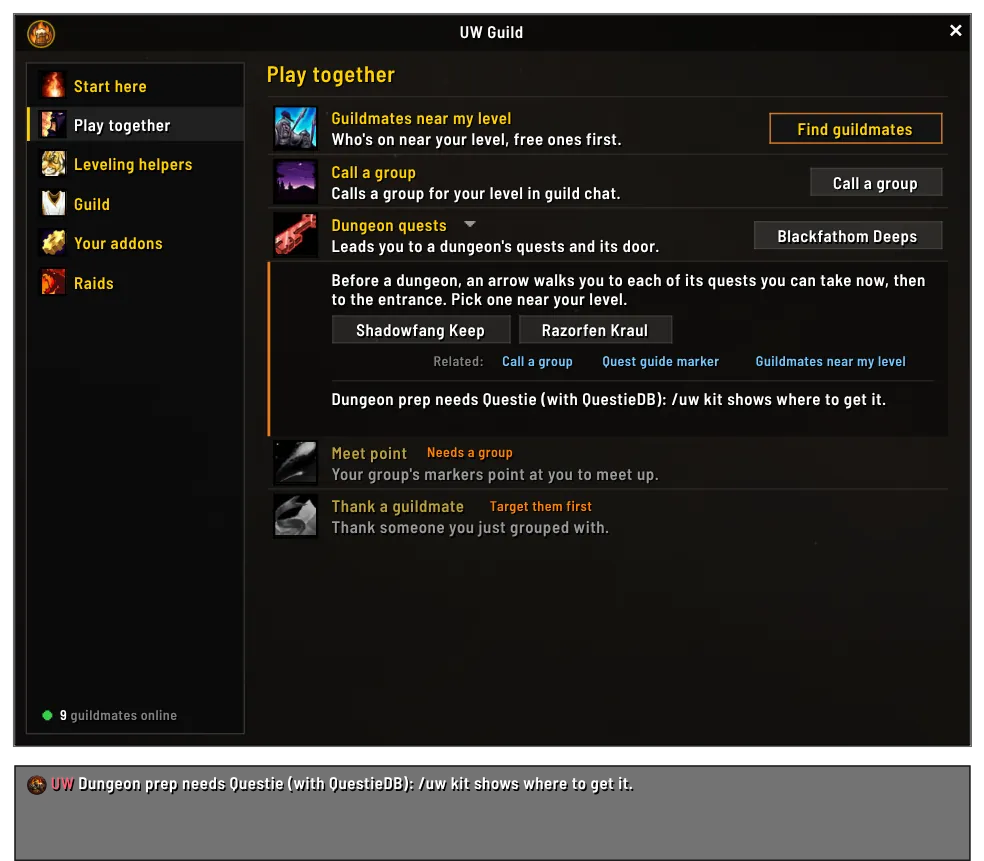 UW Guild
Start here
Play together
Leveling helpers
Guild
Your addons
Raids
9 guildmates online
Play together
Guildmates near my level
Who's on near your level, free ones first.
Find guildmates
Call a group
Calls a group for your level in guild chat.
Call a group
Dungeon quests
Leads you to a dungeon's quests and its door.
Blackfathom Deeps
Before a dungeon, an arrow walks you to each of its quests you can take now, then
to the entrance. Pick one near your level.
Shadowfang Keep Razorfen Kraul
Related: Call a group Quest guide marker Guildmates near my level
Dungeon prep needs Questie (with QuestieDB): /uw kit shows where to get it.
Meet point Needs a group
Your group's markers point at you to meet up.
Thank a guildmate Target them first
Thank someone you just grouped with.
UW Dungeon prep needs Questie (with QuestieDB): /uw kit shows where to get it.